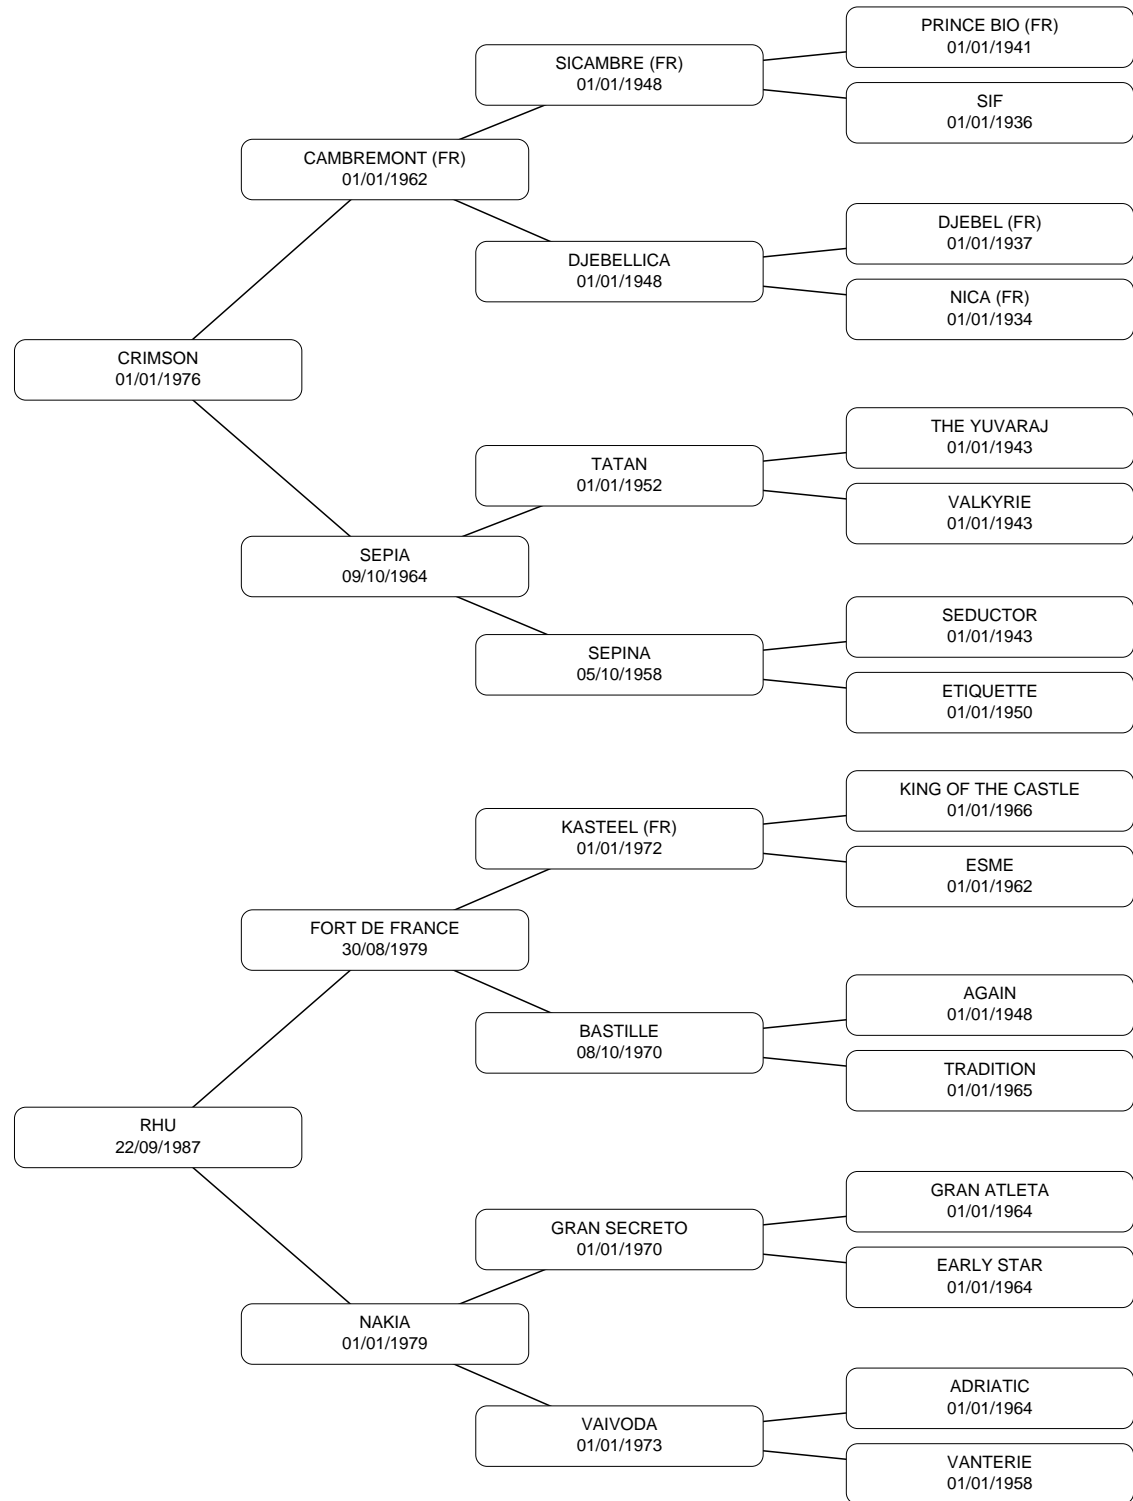 PRINCE BIO (FR)
01/01/1941
SICAMBRE (FR)
01/01/1948
SIF
01/01/1936
CAMBREMONT (FR)
01/01/1962
DJEBEL (FR)
01/01/1937
DJEBELLICA
01/01/1948
NICA (FR)
01/01/1934
CRIMSON
01/01/1976
THE YUVARAJ
01/01/1943
TATAN
01/01/1952
VALKYRIE
01/01/1943
SEPIA
09/10/1964
SEDUCTOR
01/01/1943
SEPINA
05/10/1958
ETIQUETTE
01/01/1950
KING OF THE CASTLE
01/01/1966
KASTEEL (FR)
01/01/1972
ESME
01/01/1962
FORT DE FRANCE
30/08/1979
AGAIN
01/01/1948
BASTILLE
08/10/1970
TRADITION
01/01/1965
RHU
22/09/1987
GRAN ATLETA
01/01/1964
GRAN SECRETO
01/01/1970
EARLY STAR
01/01/1964
NAKIA
01/01/1979
ADRIATIC
01/01/1964
VAIVODA
01/01/1973
VANTERIE
01/01/1958